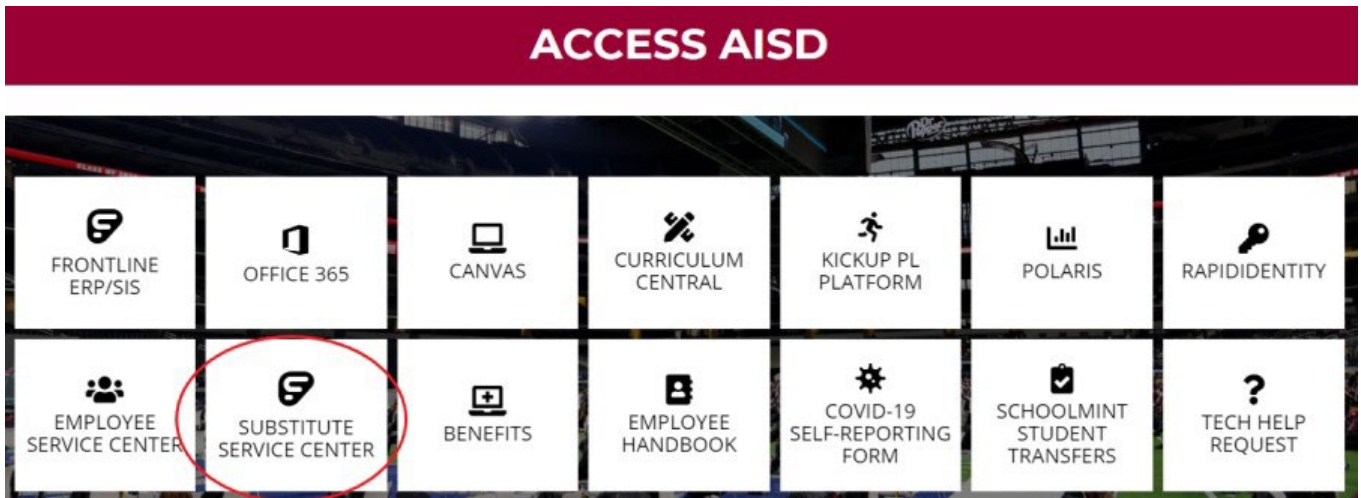 ACCESS AISD
FRONTLINE
ERP/SIS
OFFICE 365
CANVAS
CURRICULUM
CENTRAL
KICKUP PL
PLATFORM
POLARIS
RAPIDIDENTITY
EMPLOYEE
SERVICE CENTER
SUBSTITUTE
SERVICE CENTER
BENEFITS
EMPLOYEE
HANDBOOK
COVID-19
SELF-REPORTING
FORM
SCHOOLMINT
STUDENT
TRANSFERS
?
TECH HELP
REQUEST